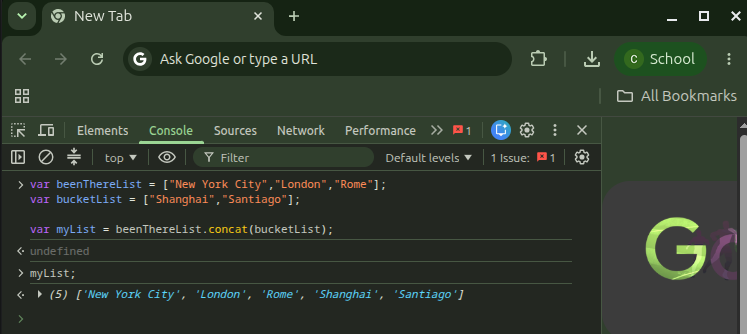 New Tab
Ask Google or type a URL
C School
All Bookmarks
Elements Console Sources Network Performance 1
top Filter Default levels 1 Issue: 1
var beenThereList = ["New York City","London","Rome"];
var bucketList = ["Shanghai","Santiago"];
var myList = beenThereList.concat(bucketList);
undefined
myList;
(5) ['New York City', 'London', 'Rome', 'Shanghai', 'Santiago']